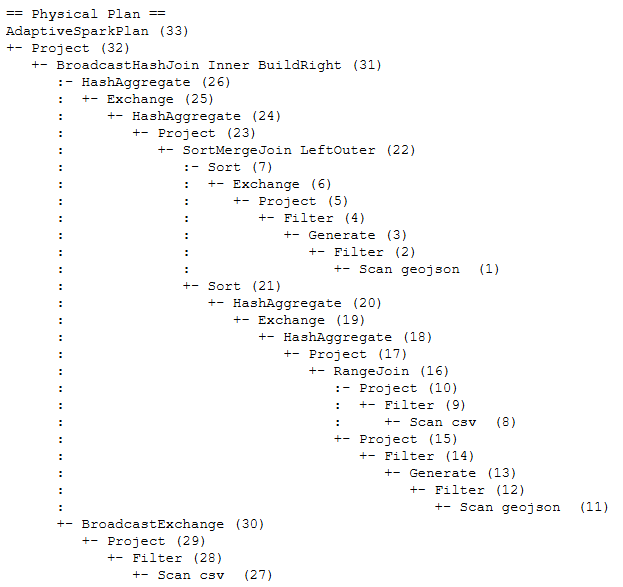 == Physical Plan ==
AdaptiveSparkPlan (33)
+- Project (32)
   +- BroadcastHashJoin Inner BuildRight (31)
      :- HashAggregate (26)
      :  +- Exchange (25)
      :     +- HashAggregate (24)
      :        +- Project (23)
      :           +- SortMergeJoin LeftOuter (22)
      :              :- Sort (7)
      :              :  +- Exchange (6)
      :              :     +- Project (5)
      :              :        +- Filter (4)
      :              :           +- Generate (3)
      :              :              +- Filter (2)
      :              :                 +- Scan geojson  (1)
      :              +- Sort (21)
      :                 +- HashAggregate (20)
      :                    +- Exchange (19)
      :                       +- HashAggregate (18)
      :                          +- Project (17)
      :                             +- RangeJoin (16)
      :                                :- Project (10)
      :                                :  +- Filter (9)
      :                                :     +- Scan csv  (8)
      :                                +- Project (15)
      :                                   +- Filter (14)
      :                                      +- Generate (13)
      :                                         +- Filter (12)
      :                                            +- Scan geojson  (11)
      +- BroadcastExchange (30)
         +- Project (29)
            +- Filter (28)
               +- Scan csv  (27)